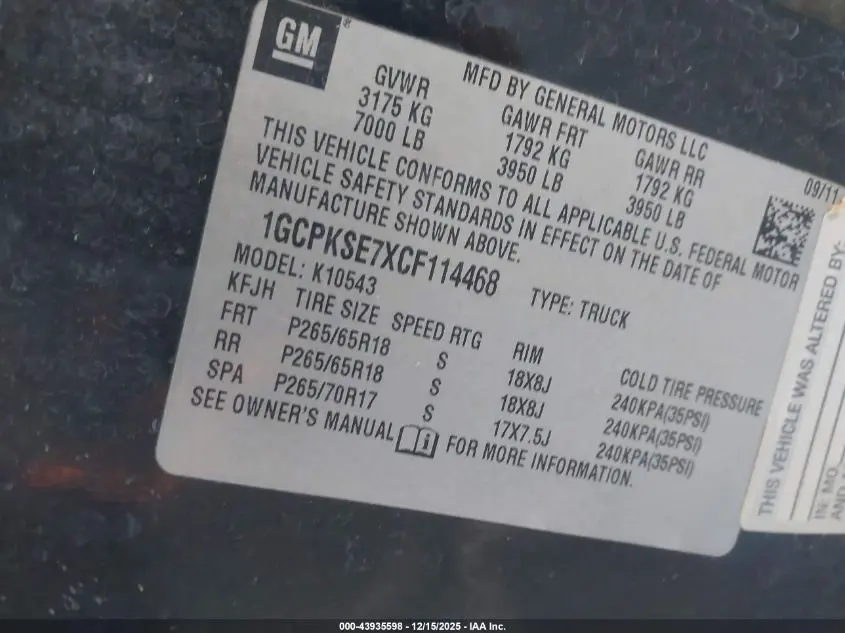 GM
MFD BY GENERAL MOTORS LLC
09/11
GVWR GAWR FRT GAWR RR
3175 KG 1792 KG 1792 KG
7000 LB 3950 LB 3950 LB
THIS VEHICLE CONFORMS TO ALL APPLICABLE U.S. FEDERAL MOTOR
VEHICLE SAFETY STANDARDS IN EFFECT ON THE DATE OF
MANUFACTURE SHOWN ABOVE.
1GCPKSE7XCF114468 TYPE: TRUCK
MODEL: K10543
KFJH TIRE SIZE SPEED RTG RIM COLD TIRE PRESSURE
FRT P265/65R18 S 18X8J 240KPA(35PSI)
RR P265/65R18 S 18X8J 240KPA(35PSI)
SPA P265/70R17 S 17X7.5J 240KPA(35PSI)
SEE OWNER'S MANUAL i FOR MORE INFORMATION.
THIS VEHICLE WAS ALTERED BY:
IN: MO.
AND
000-43935598 - 12/15/2025 - IAA Inc.